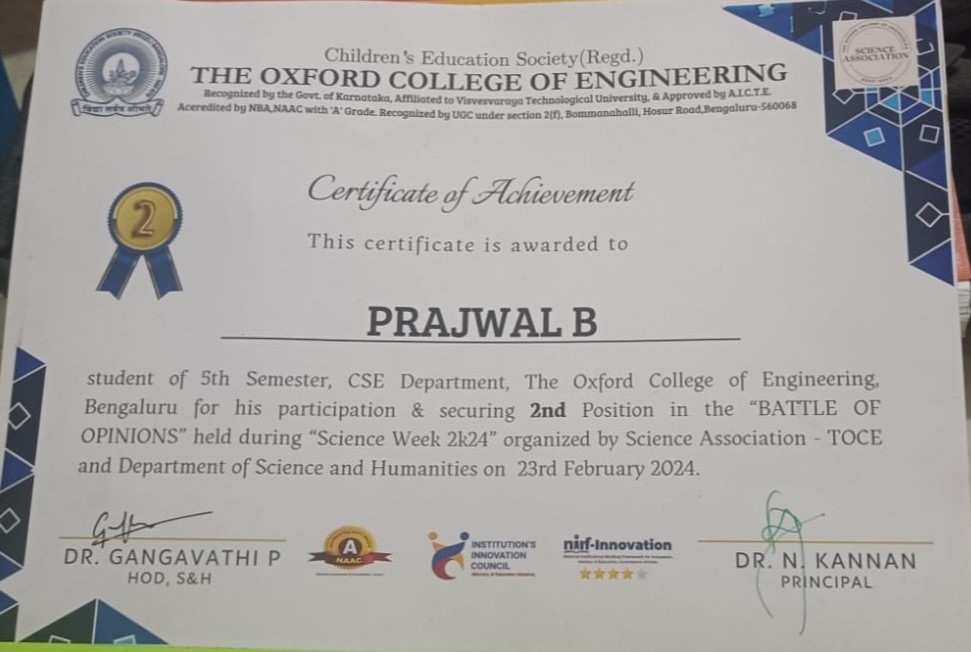 Children's Education Society(Regd.)
THE OXFORD COLLEGE OF ENGINEERING
Recognized by the Govt. of Karnataka, Affiliated to Visvesvaraya Technological University, & Approved by A.I.C.T.E.
Acredited by NBA,NAAC with 'A' Grade. Recognized by UGC under section 2(f), Bommanahalli, Hosur Road,Bengaluru-560068
SCIENCE
ASSOCIATION
Certificate of Achievement
2
This certificate is awarded to
PRAJWAL B
student of 5th Semester, CSE Department, The Oxford College of Engineering,
Bengaluru for his participation & securing 2nd Position in the “BATTLE OF
OPINIONS” held during “Science Week 2k24” organized by Science Association - TOCE
and Department of Science and Humanities on 23rd February 2024.
DR. GANGAVATHI P
HOD, S&H
A
NAAC
INSTITUTION'S
INNOVATION
COUNCIL
nirf-Innovation
DR. N. KANNAN
PRINCIPAL